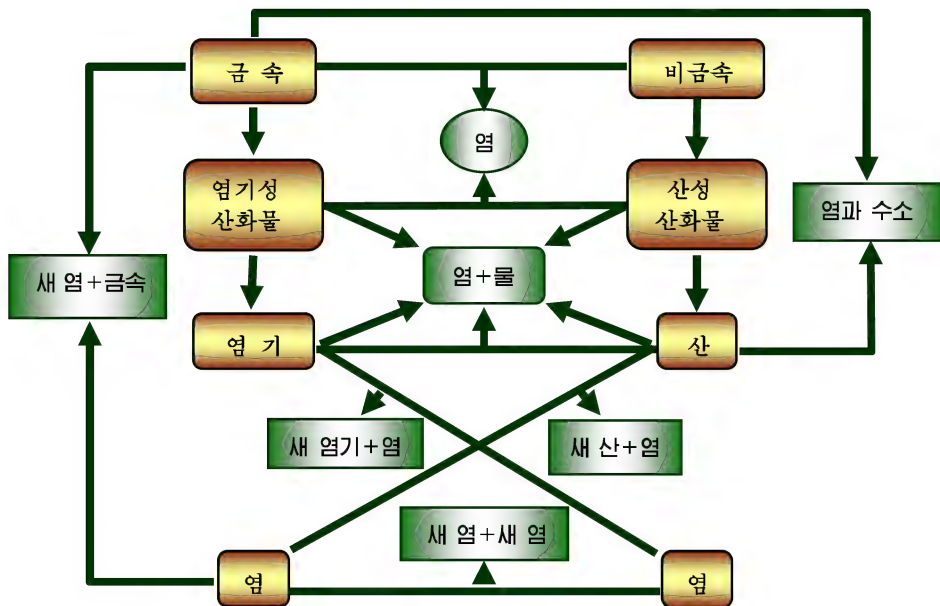 금 속
비금속
염
염기성
산화물
산성
산화물
염과 수소
새 염+금속
염+물
염 기
산
새 염기+염
새 산+염
새 염+새 염
염
염